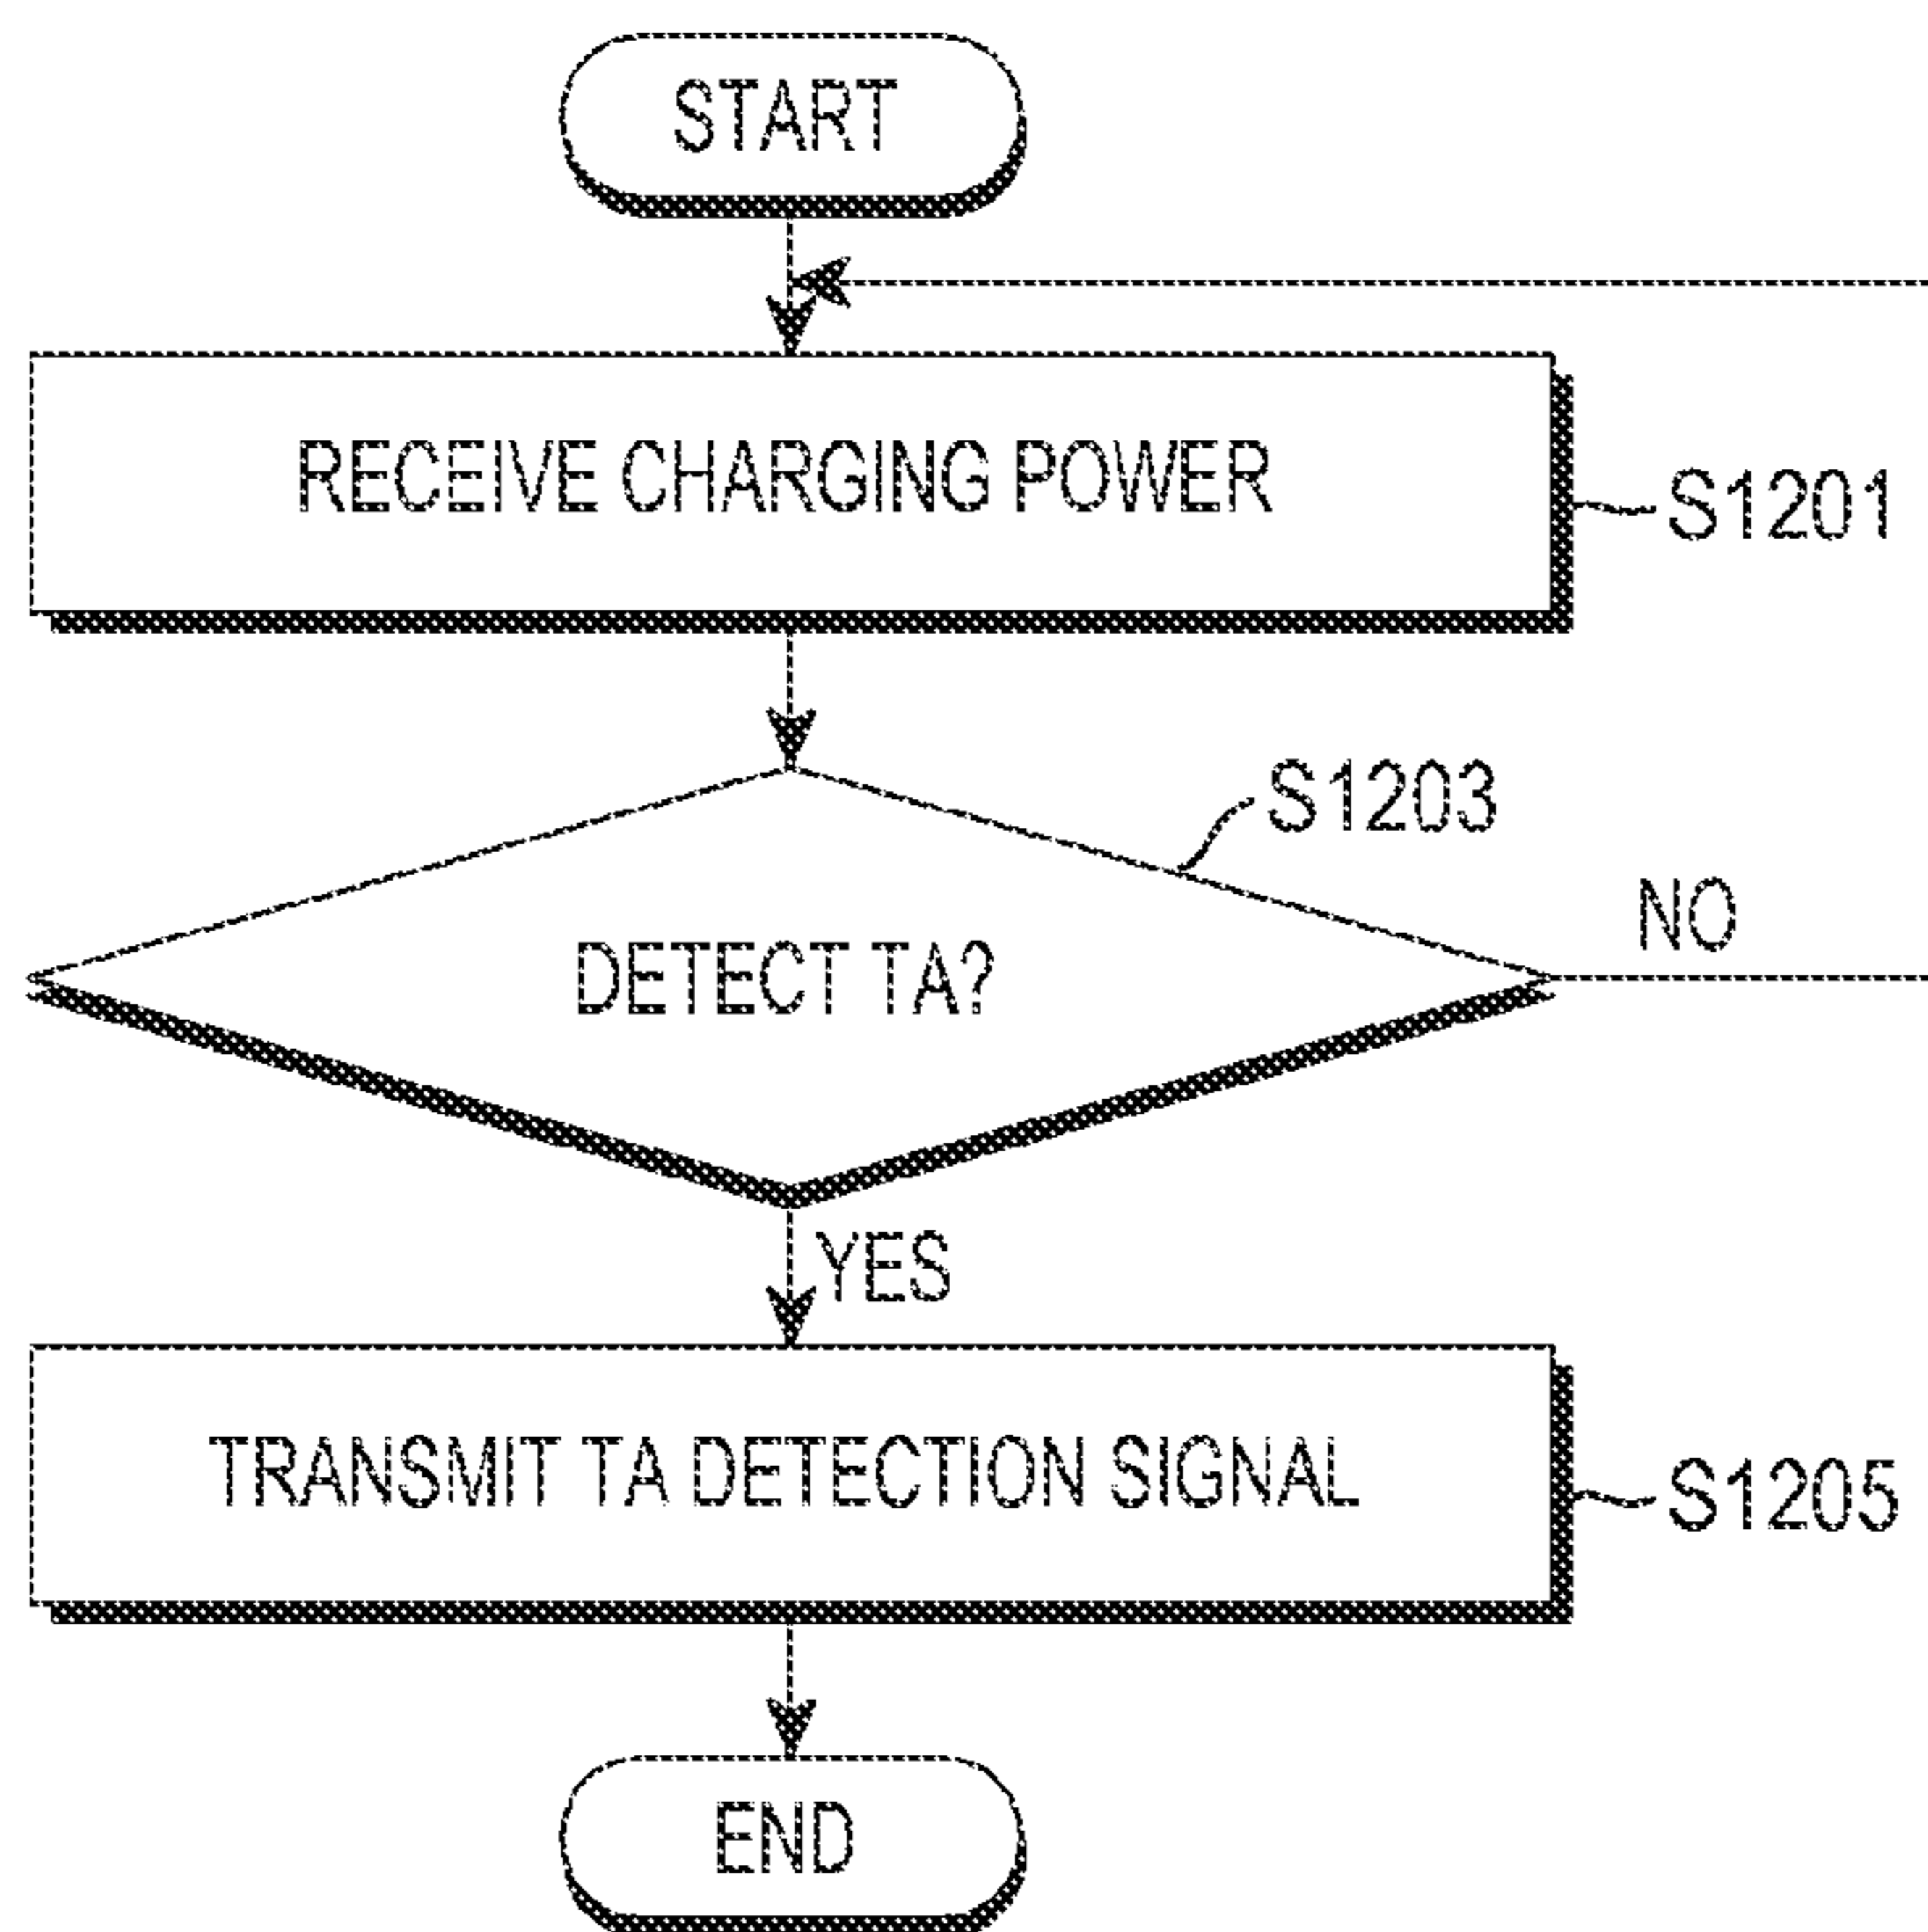 START
RECEIVE CHARGING POWER
S1201
S1203
DETECT TA?
NO
YES
TRANSMIT TA DETECTION SIGNAL
S1205
END